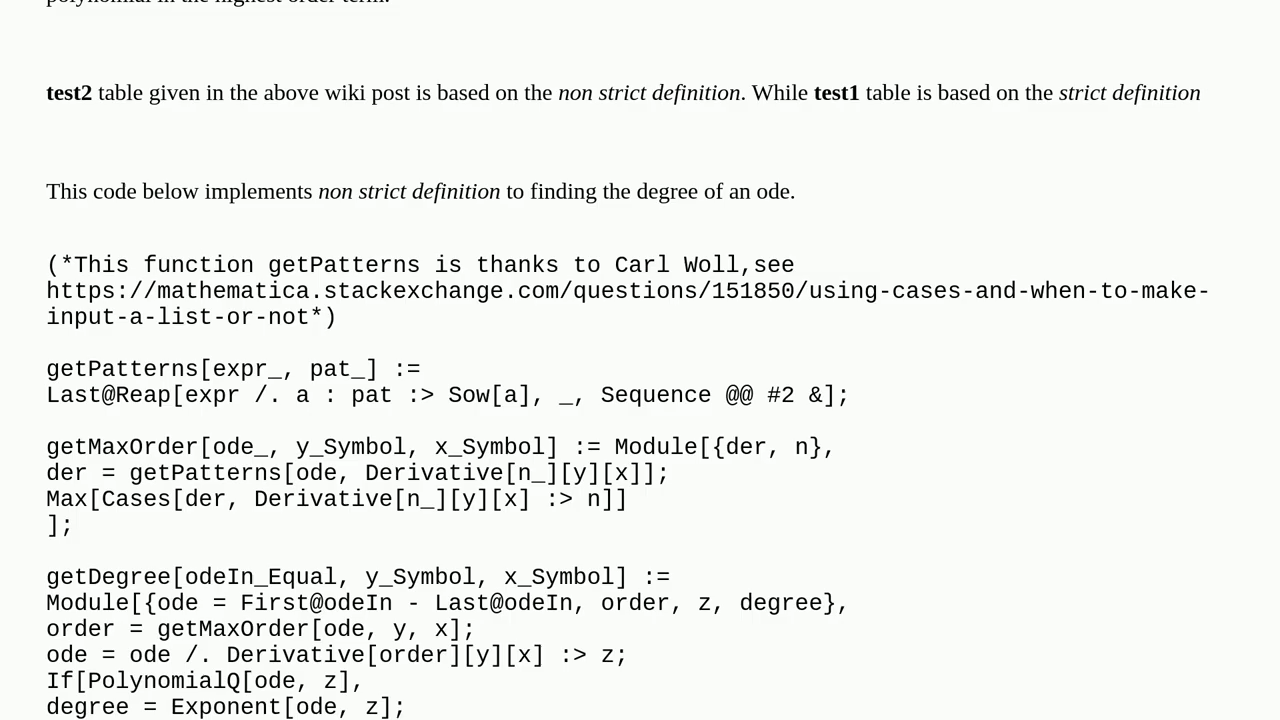 polynomial in the highest order term.
test2 table given in the above wiki post is based on the non strict definition. While test1 table is based on the strict definition
This code below implements non strict definition to finding the degree of an ode.
(*This function getPatterns is thanks to Carl Woll,see
https://mathematica.stackexchange.com/questions/151850/using-cases-and-when-to-make-
input-a-list-or-not*)
getPatterns[expr_, pat_] :=
Last@Reap[expr /. a : pat :> Sow[a], _, Sequence @@ #2 &];
getMaxOrder[ode_, y_Symbol, x_Symbol] := Module[{der, n},
der = getPatterns[ode, Derivative[n_][y][x]];
Max[Cases[der, Derivative[n_][y][x] :> n]]
];
getDegree[odeIn_Equal, y_Symbol, x_Symbol] :=
Module[{ode = First@odeIn - Last@odeIn, order, z, degree},
order = getMaxOrder[ode, y, x];
ode = ode /. Derivative[order][y][x] :> z;
If[PolynomialQ[ode, z],
degree = Exponent[ode, z];